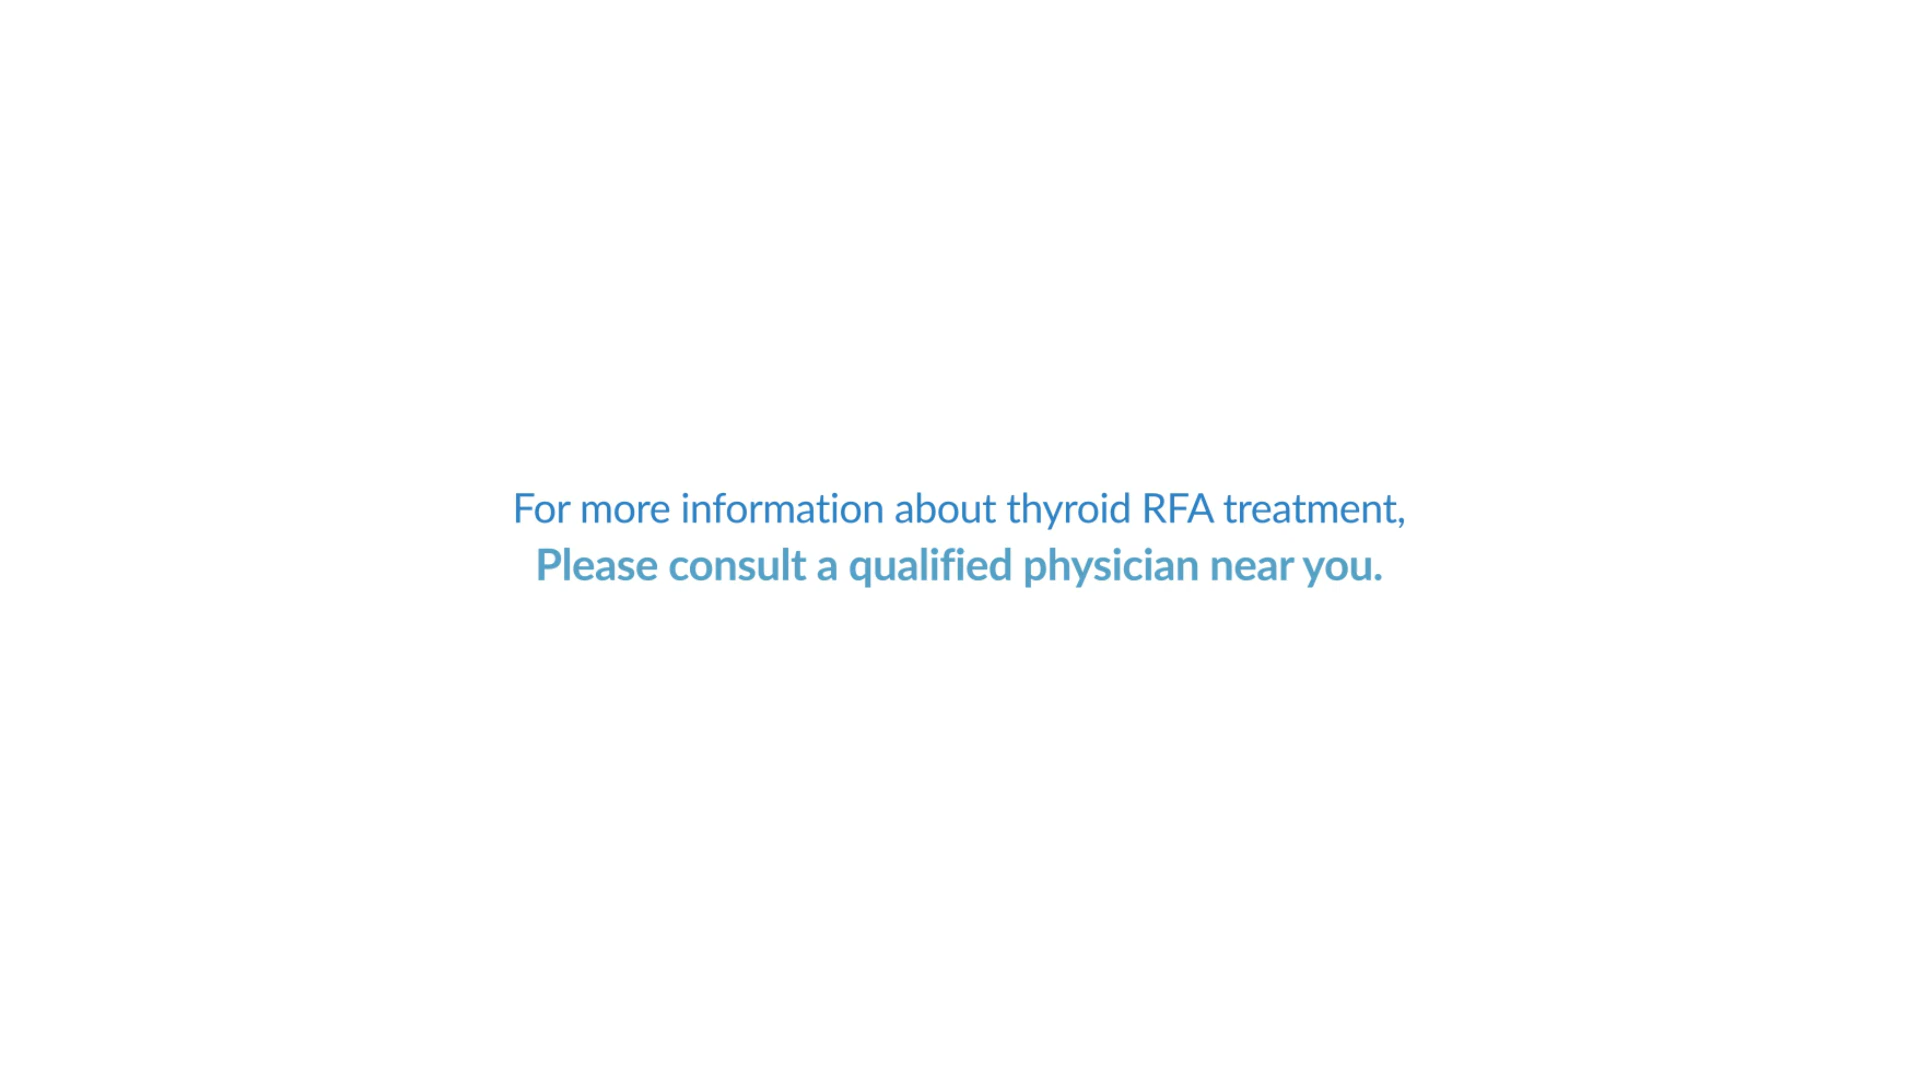 For more information about thyroid RFA treatment,
Please consult a qualified physician near you.